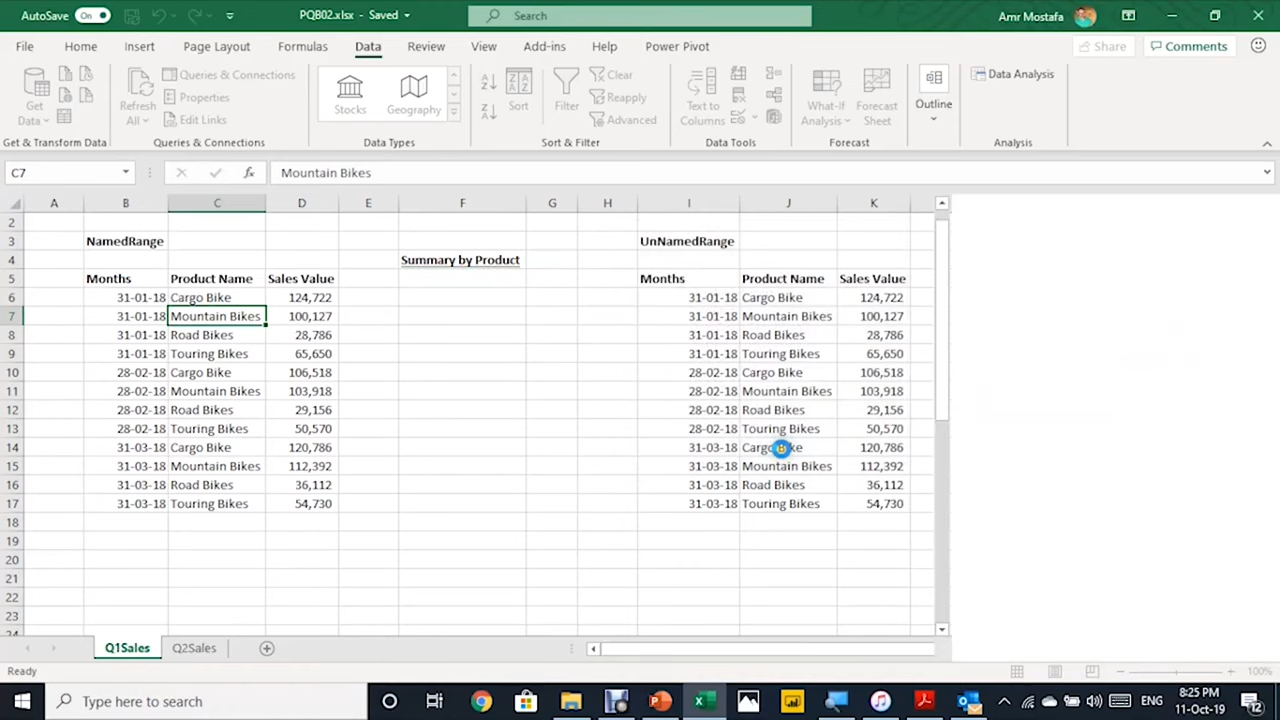 AutoSave On PQB02.xlsx - Saved Search Amr Mostafa
File Home Insert Page Layout Formulas Data Review View Add-ins Help Power Pivot Share Comments
Get Data Refresh All Queries & Connections Properties Edit Links Stocks Geography Sort Filter Clear Reapply Advanced Text to Columns What-If Analysis Forecast Sheet Outline Data Analysis
Get & Transform Data Queries & Connections Data Types Sort & Filter Data Tools Forecast Analysis
C7 fx Mountain Bikes
A B C D E F G H I J K
2
3 NamedRange UnNamedRange
4 Summary by Product
5 Months Product Name Sales Value Months Product Name Sales Value
6 31-01-18 Cargo Bike 124,722 31-01-18 Cargo Bike 124,722
7 31-01-18 Mountain Bikes 100,127 31-01-18 Mountain Bikes 100,127
8 31-01-18 Road Bikes 28,786 31-01-18 Road Bikes 28,786
9 31-01-18 Touring Bikes 65,650 31-01-18 Touring Bikes 65,650
10 28-02-18 Cargo Bike 106,518 28-02-18 Cargo Bike 106,518
11 28-02-18 Mountain Bikes 103,918 28-02-18 Mountain Bikes 103,918
12 28-02-18 Road Bikes 29,156 28-02-18 Road Bikes 29,156
13 28-02-18 Touring Bikes 50,570 28-02-18 Touring Bikes 50,570
14 31-03-18 Cargo Bike 120,786 31-03-18 Cargo Bike 120,786
15 31-03-18 Mountain Bikes 112,392 31-03-18 Mountain Bikes 112,392
16 31-03-18 Road Bikes 36,112 31-03-18 Road Bikes 36,112
17 31-03-18 Touring Bikes 54,730 31-03-18 Touring Bikes 54,730
18
19
20
21
22
23
24
Q1Sales Q2Sales
Ready 100%
Type here to search ENG 8:25 PM
11-Oct-19 12